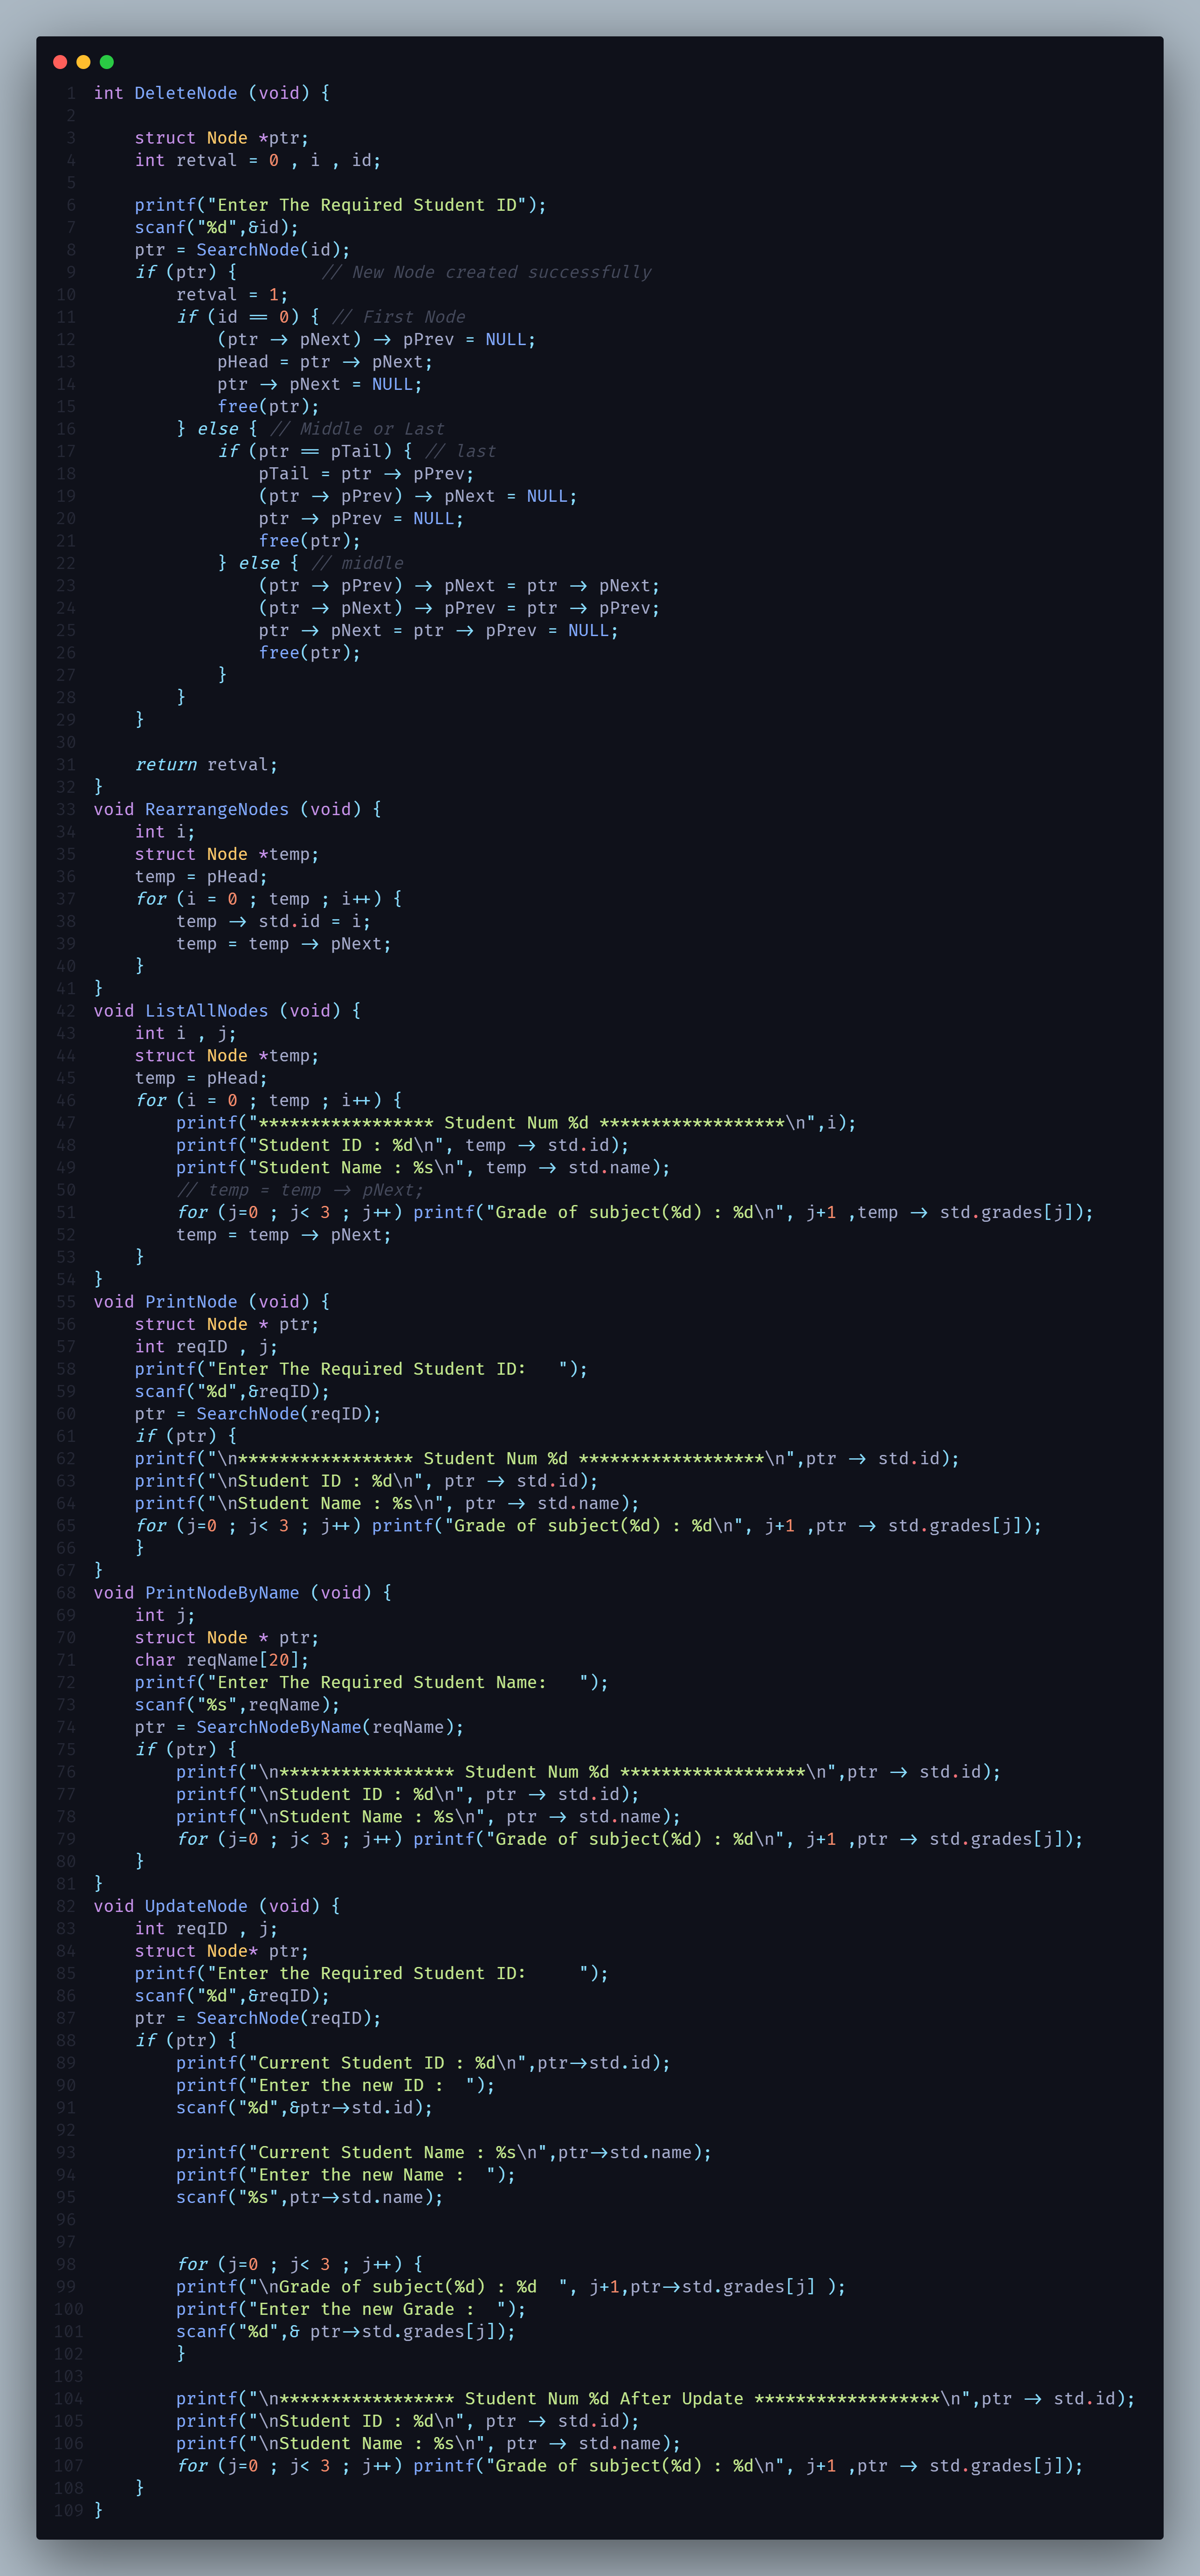 1 int DeleteNode (void) {
2
3     struct Node *ptr;
4     int retval = 0 , i , id;
5
6     printf("Enter The Required Student ID");
7     scanf("%d",&id);
8     ptr = SearchNode(id);
9     if (ptr) {        // New Node created successfully
10         retval = 1;
11         if (id == 0) { // First Node
12             (ptr -> pNext) -> pPrev = NULL;
13             pHead = ptr -> pNext;
14             ptr -> pNext = NULL;
15             free(ptr);
16         } else { // Middle or Last
17             if (ptr == pTail) { // last
18                 pTail = ptr -> pPrev;
19                 (ptr -> pPrev) -> pNext = NULL;
20                 ptr -> pPrev = NULL;
21                 free(ptr);
22             } else { // middle
23                 (ptr -> pPrev) -> pNext = ptr -> pNext;
24                 (ptr -> pNext) -> pPrev = ptr -> pPrev;
25                 ptr -> pNext = ptr -> pPrev = NULL;
26                 free(ptr);
27             }
28         }
29     }
30
31     return retval;
32 }
33 void RearrangeNodes (void) {
34     int i;
35     struct Node *temp;
36     temp = pHead;
37     for (i = 0 ; temp ; i++) {
38         temp -> std.id = i;
39         temp = temp -> pNext;
40     }
41 }
42 void ListAllNodes (void) {
43     int i , j;
44     struct Node *temp;
45     temp = pHead;
46     for (i = 0 ; temp ; i++) {
47         printf("***************** Student Num %d ******************\n",i);
48         printf("Student ID : %d\n", temp -> std.id);
49         printf("Student Name : %s\n", temp -> std.name);
50         // temp = temp -> pNext;
51         for (j=0 ; j< 3 ; j++) printf("Grade of subject(%d) : %d\n", j+1 ,temp -> std.grades[j]);
52         temp = temp -> pNext;
53     }
54 }
55 void PrintNode (void) {
56     struct Node * ptr;
57     int reqID , j;
58     printf("Enter The Required Student ID:   ");
59     scanf("%d",&reqID);
60     ptr = SearchNode(reqID);
61     if (ptr) {
62     printf("\n***************** Student Num %d ******************\n",ptr -> std.id);
63     printf("\nStudent ID : %d\n", ptr -> std.id);
64     printf("\nStudent Name : %s\n", ptr -> std.name);
65     for (j=0 ; j< 3 ; j++) printf("Grade of subject(%d) : %d\n", j+1 ,ptr -> std.grades[j]);
66     }
67 }
68 void PrintNodeByName (void) {
69     int j;
70     struct Node * ptr;
71     char reqName[20];
72     printf("Enter The Required Student Name:   ");
73     scanf("%s",reqName);
74     ptr = SearchNodeByName(reqName);
75     if (ptr) {
76         printf("\n***************** Student Num %d ******************\n",ptr -> std.id);
77         printf("\nStudent ID : %d\n", ptr -> std.id);
78         printf("\nStudent Name : %s\n", ptr -> std.name);
79         for (j=0 ; j< 3 ; j++) printf("Grade of subject(%d) : %d\n", j+1 ,ptr -> std.grades[j]);
80     }
81 }
82 void UpdateNode (void) {
83     int reqID , j;
84     struct Node* ptr;
85     printf("Enter the Required Student ID:     ");
86     scanf("%d",&reqID);
87     ptr = SearchNode(reqID);
88     if (ptr) {
89         printf("Current Student ID : %d\n",ptr->std.id);
90         printf("Enter the new ID :  ");
91         scanf("%d",&ptr->std.id);
92
93         printf("Current Student Name : %s\n",ptr->std.name);
94         printf("Enter the new Name :  ");
95         scanf("%s",ptr->std.name);
96
97
98         for (j=0 ; j< 3 ; j++) {
99         printf("\nGrade of subject(%d) : %d  ", j+1,ptr->std.grades[j] );
100         printf("Enter the new Grade :  ");
101         scanf("%d",& ptr->std.grades[j]);
102         }
103
104         printf("\n***************** Student Num %d After Update ******************\n",ptr -> std.id);
105         printf("\nStudent ID : %d\n", ptr -> std.id);
106         printf("\nStudent Name : %s\n", ptr -> std.name);
107         for (j=0 ; j< 3 ; j++) printf("Grade of subject(%d) : %d\n", j+1 ,ptr -> std.grades[j]);
108     }
109 }